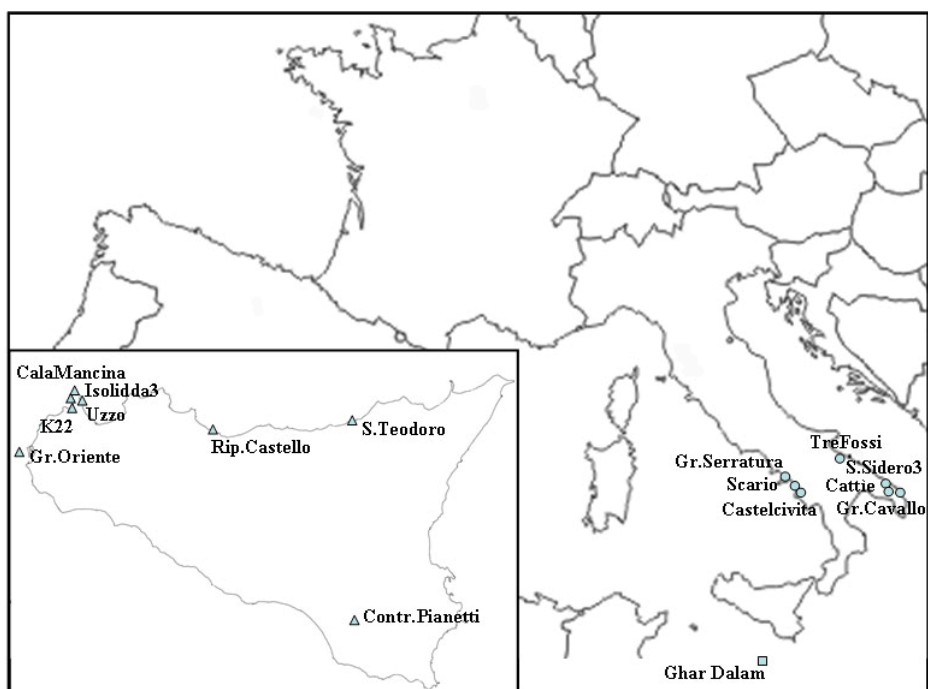 CalaMancina
Isolidda3
Uzzo
K22
Gr.Oriente
Rip.Castello
S.Teodoro
Contr.Pianetti
TreFossi
Gr.Serratura
S.Sidero3
Scario
Cattìe
Castelcivita
Gr.Cavallo
Ghar Dalam